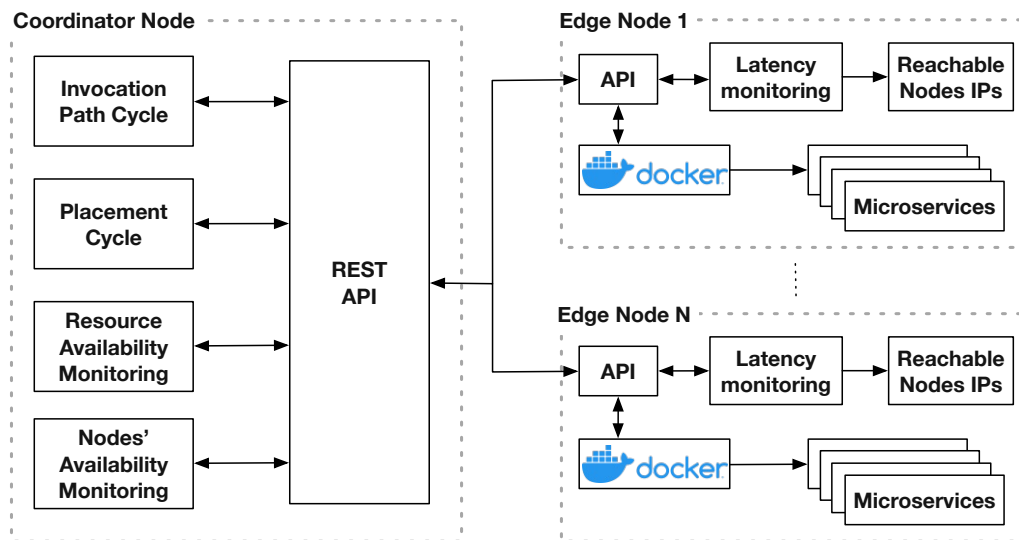 Coordinator Node
Invocation
Path Cycle
Placement
Cycle
Resource
Availability
Monitoring
Nodes’
Availability
Monitoring
REST
API
Edge Node 1
API
Latency
monitoring
Reachable
Nodes IPs
docker
Microservices
Edge Node N
API
Latency
monitoring
Reachable
Nodes IPs
docker
Microservices